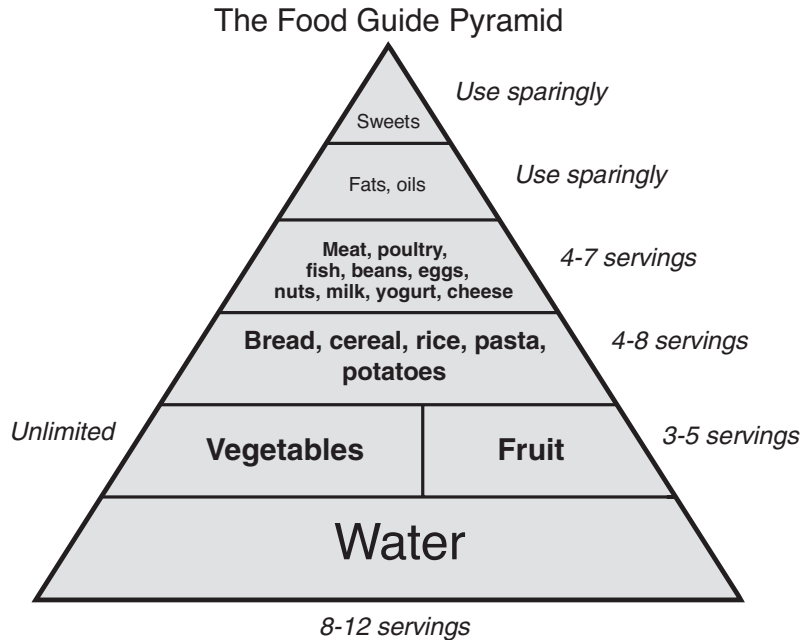 The Food Guide Pyramid
Use sparingly
Sweets
Use sparingly
Fats, oils
Meat, poultry,
fish, beans, eggs,
nuts, milk, yogurt, cheese
4-7 servings
Bread, cereal, rice, pasta,
potatoes
4-8 servings
Unlimited
Vegetables
Fruit
3-5 servings
Water
8-12 servings